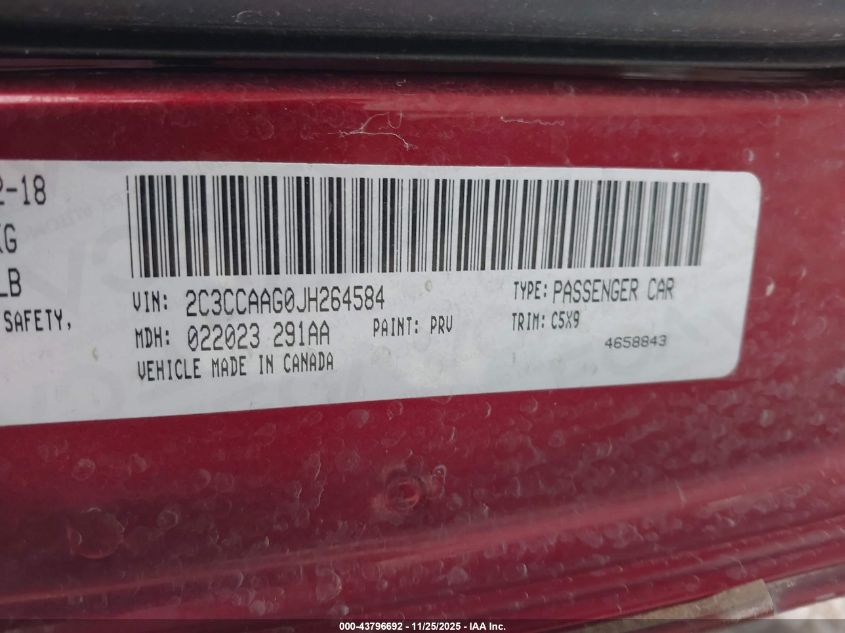 2-18
KG
LB
SAFETY,
VIN: 2C3CCAAG0JH264584
TYPE: PASSENGER CAR
MDH: 022023 291AA
PAINT: PRV
TRIM: C5X9
VEHICLE MADE IN CANADA
4658843
000-43796692 - 11/25/2025 - IAA Inc.